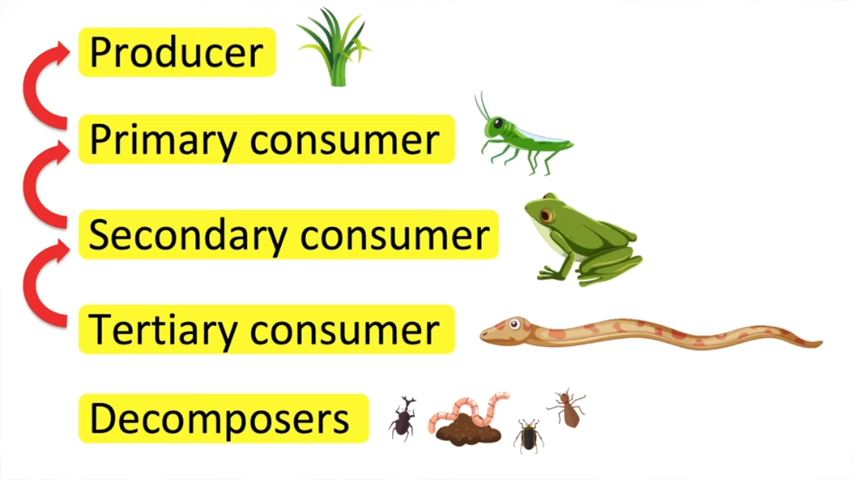 Producer
Primary consumer
Secondary consumer
Tertiary consumer
Decomposers